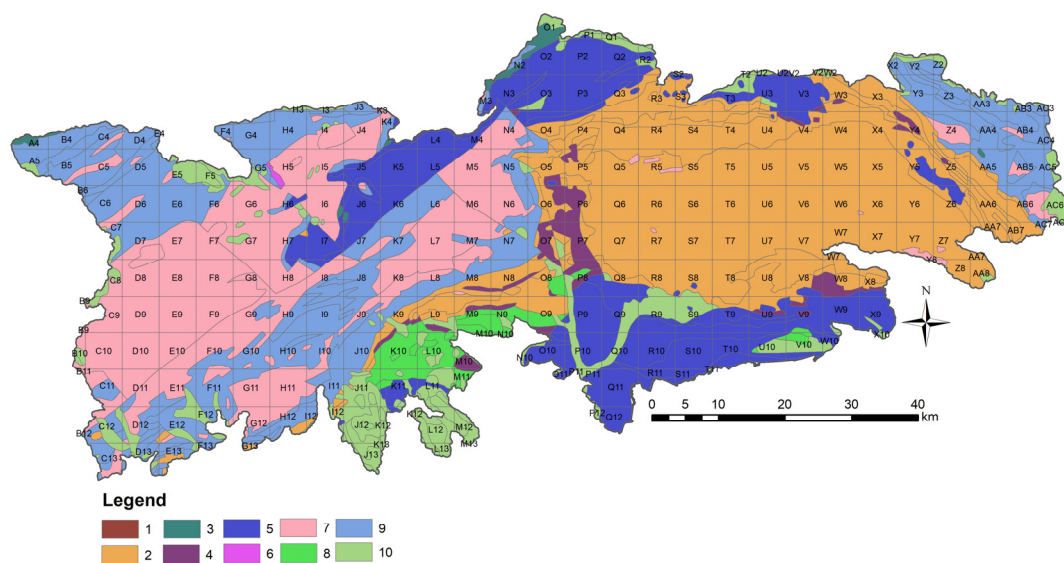 O1
P1 Q1
N2 O2 P2 Q2 R2
S2 T2 U2 U2V2 V2W2 X2 Y2 Z2
M3 N3 O3 P3 Q3 R3 S3 T3 U3 V3 W3 X3 Y3 Z3 AA3 AB3 AC3
H3 I3 J3 K3
A4 B4 C4 D4 E4 F4 G4 H4 I4 J4 K4 L4 M4 N4 O4 P4 Q4 R4 S4 T4 U4 V4 W4 X4 Y4 Z4 AA4 AB4 AC4
A5 B5 C5 D5 E5 F5 G5 H5 I5 J5 K5 L5 M5 N5 O5 P5 Q5 R5 S5 T5 U5 V5 W5 X5 Y5 Z5 AA5 AB5 AC5
B6 C6 D6 E6 F6 G6 H6 I6 J6 K6 L6 M6 N6 O6 P6 Q6 R6 S6 T6 U6 V6 W6 X6 Y6 Z6 AA6 AB6 AC6
C7 D7 E7 F7 G7 H7 I7 J7 K7 L7 M7 N7 O7 P7 Q7 R7 S7 T7 U7 V7 W7 X7 Y7 Z7 AA7 AB7 AC7
W7 AA7
C8 D8 E8 F8 G8 H8 I8 J8 K8 L8 M8 N8 O8 P8 Q8 R8 S8 T8 U8 V8 W8 X8 Y8 Z8 AA8
B9 C9 D9 E9 F9 G9 H9 I9 J9 K9 L9 M9 N9 O9 P9 Q9 R9 S9 T9 U9 V9 W9 X9
B9
B10 C10 D10 E10 F10 G10 H10 I10 J10 K10 L10 M10 N10 N10 O10 P10 Q10 R10 S10 T10 U10 V10 W10 X10
M10
B11 C11 D11 E11 F11 G11 H11 I11 J11 K11 L11 M11 O11 P11 P11 Q11 R11 S11 T11
B12 C12 D12 E12 F12 G12 H12 I12 I12 J12 K12 K12 L12 M12 P12 Q12
C13 D13 E13 F13 G13 J13 K13 L13 M13
N
0 5 10 20 30 40
km
Legend
1 3 5 7 9
2 4 6 8 10